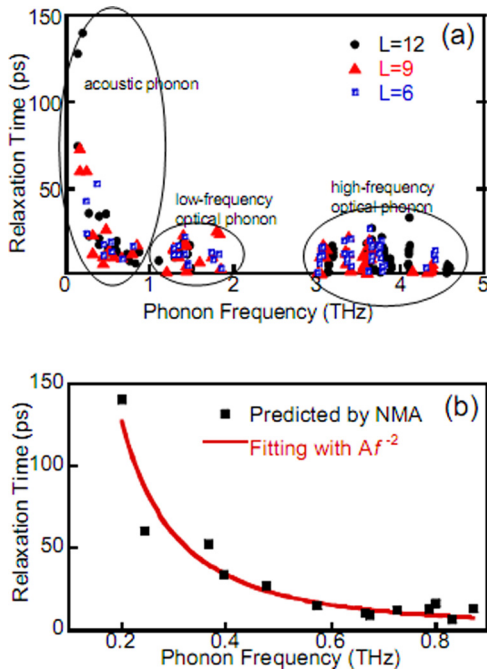 150
(a)
L=12
acoustic phonon
L=9
100
L=6
Relaxation Time (ps)
low-frequency
optical phonon
high-frequency
optical phonon
50
0
0 1 2 3 4 5
Phonon Frequency (THz)
150
(b)
Predicted by NMA
Fitting with Af⁻²
100
Relaxation Time (ps)
50
0
0.2 0.4 0.6 0.8
Phonon Frequency (THz)